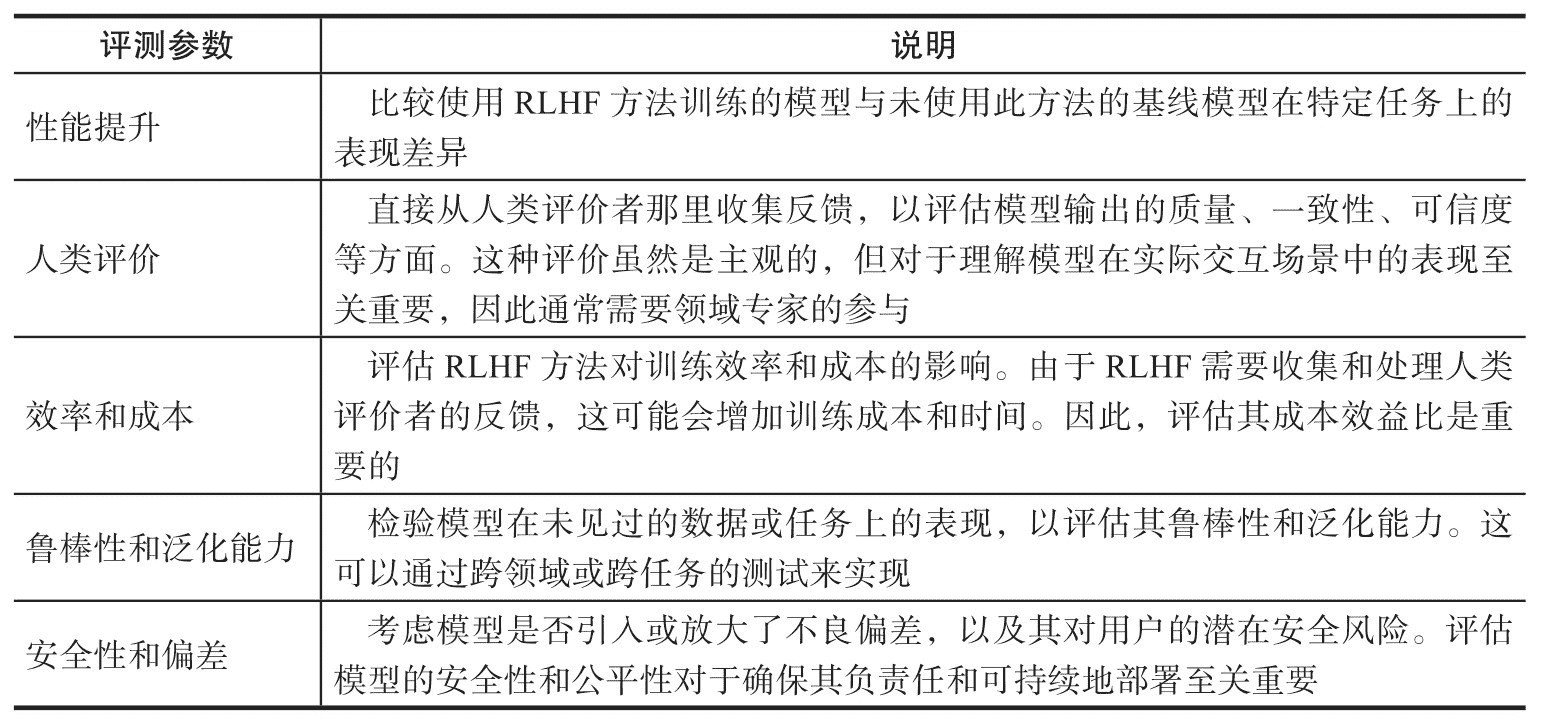 评测参数 说明
性能提升
比较使用 RLHF 方法训练的模型与未使用此方法的基线模型在特定任务上的
表现差异
人类评价
直接从人类评价者那里收集反馈，以评估模型输出的质量、一致性、可信度
等方面。这种评价虽然是主观的，但对于理解模型在实际交互场景中的表现至
关重要，因此通常需要领域专家的参与
效率和成本
评估 RLHF 方法对训练效率和成本的影响。由于 RLHF 需要收集和处理人类
评价者的反馈，这可能会增加训练成本和时间。因此，评估其成本效益比是重
要的
鲁棒性和泛化能力
检验模型在未见过的数据或任务上的表现，以评估其鲁棒性和泛化能力。这
可以通过跨领域或跨任务的测试来实现
安全性和偏差
考虑模型是否引入或放大了不良偏差，以及其对用户的潜在安全风险。评估
模型的安全性和公平性对于确保其负责任和可持续地部署至关重要